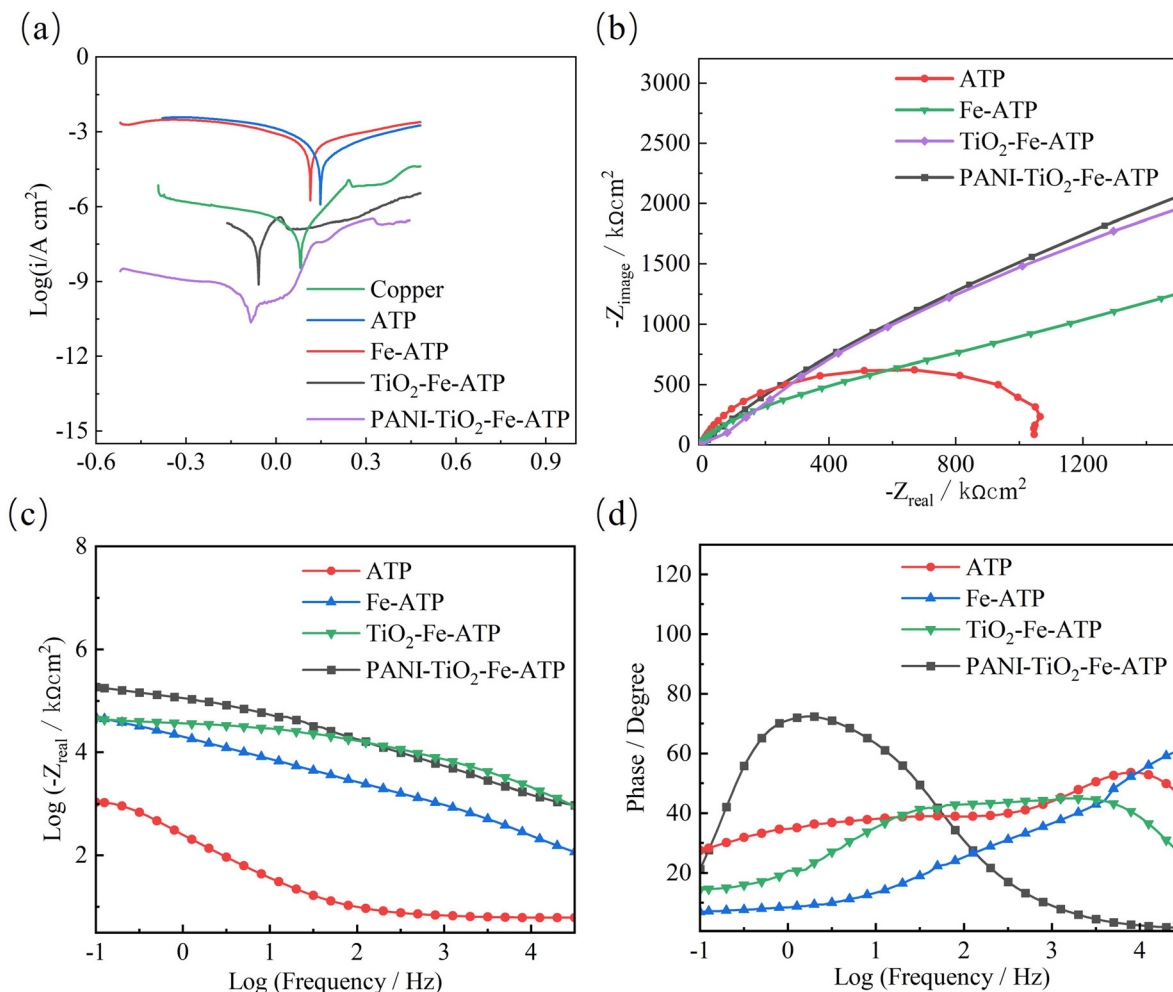 (a)
0
-3
-6
-9
-12
-15
Log(i/A cm²)
-0.6
-0.3
0.0
0.3
0.6
0.9
Copper
ATP
Fe-ATP
TiO₂-Fe-ATP
PANI-TiO₂-Fe-ATP
(b)
3000
2500
2000
1500
1000
500
0
-Z_image / kΩcm²
0
400
800
1200
-Z_real / kΩcm²
ATP
Fe-ATP
TiO₂-Fe-ATP
PANI-TiO₂-Fe-ATP
(c)
8
6
4
2
Log (-Z_real / kΩcm²)
-1
0
1
2
3
4
Log (Frequency / Hz)
ATP
Fe-ATP
TiO₂-Fe-ATP
PANI-TiO₂-Fe-ATP
(d)
120
100
80
60
40
20
Phase / Degree
-1
0
1
2
3
4
Log (Frequency / Hz)
ATP
Fe-ATP
TiO₂-Fe-ATP
PANI-TiO₂-Fe-ATP